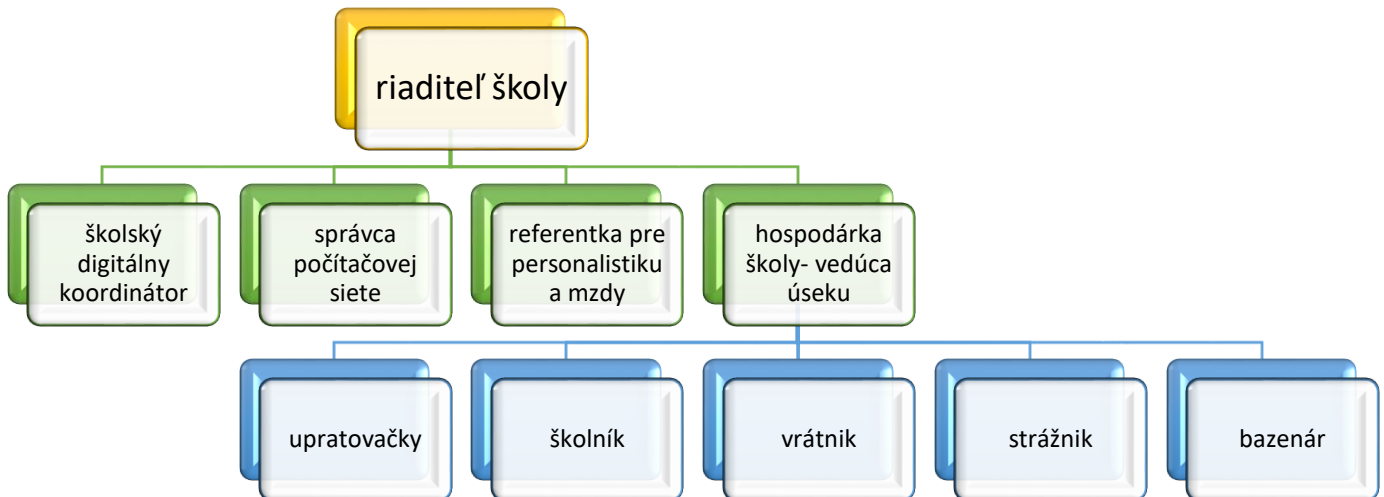 riaditeľ školy
školský
digitálny
koordinátor
správca
počítačovej
siete
referentka pre
personalistiku
a mzdy
hospodárka
školy- vedúca
úseku
upratovačky
školník
vrátnik
strážnik
bazenár